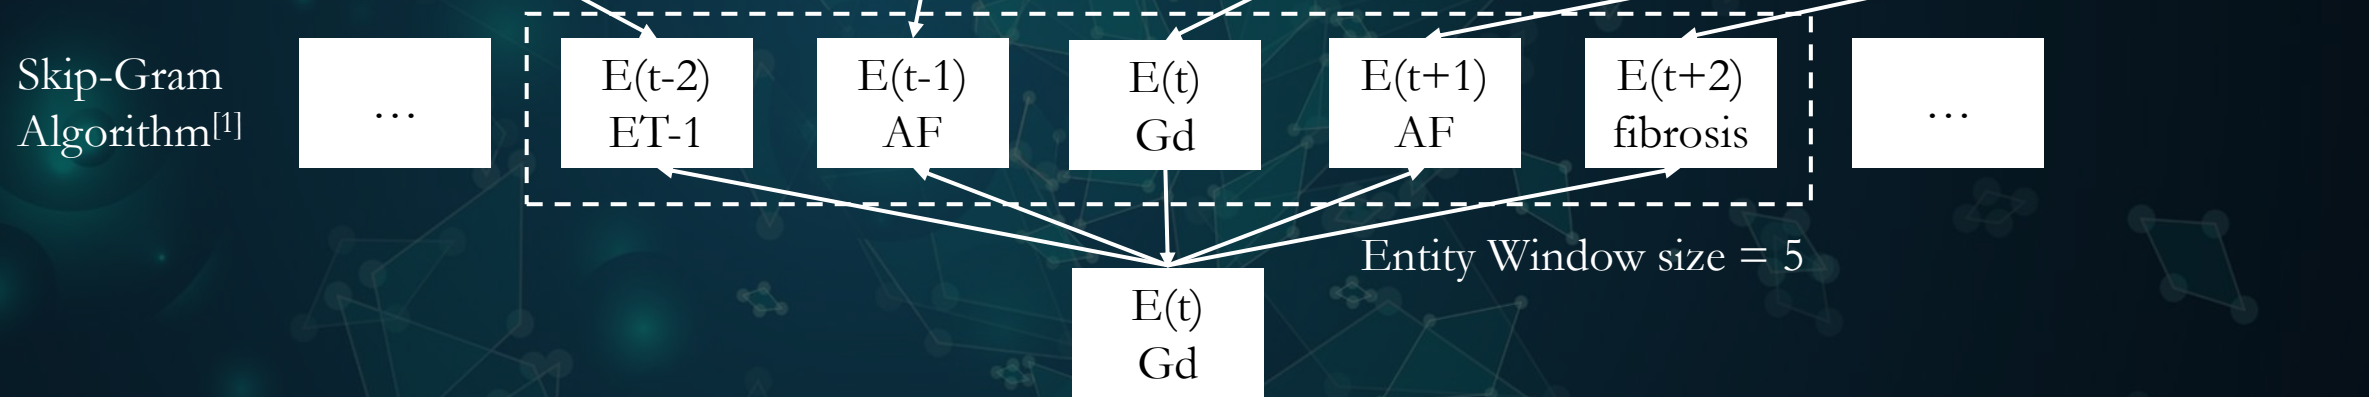 Skip-Gram
Algorithm[1]
…
E(t-2)
ET-1
E(t-1)
AF
E(t)
Gd
E(t+1)
AF
E(t+2)
fibrosis
…
Entity Window size = 5
E(t)
Gd